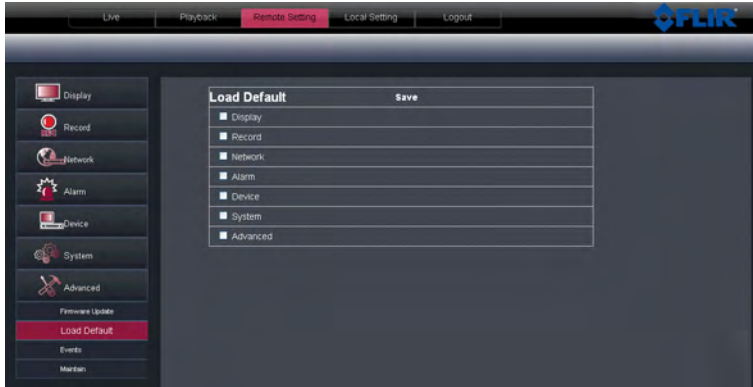 Live Playback Remote Setting Local Setting Logout
FLIR
Display
Record
Network
Alarm
Device
System
Advanced
Firmware Update
Load Default
Events
Maintain
Load Default Save
Display
Record
Network
Alarm
Device
System
Advanced